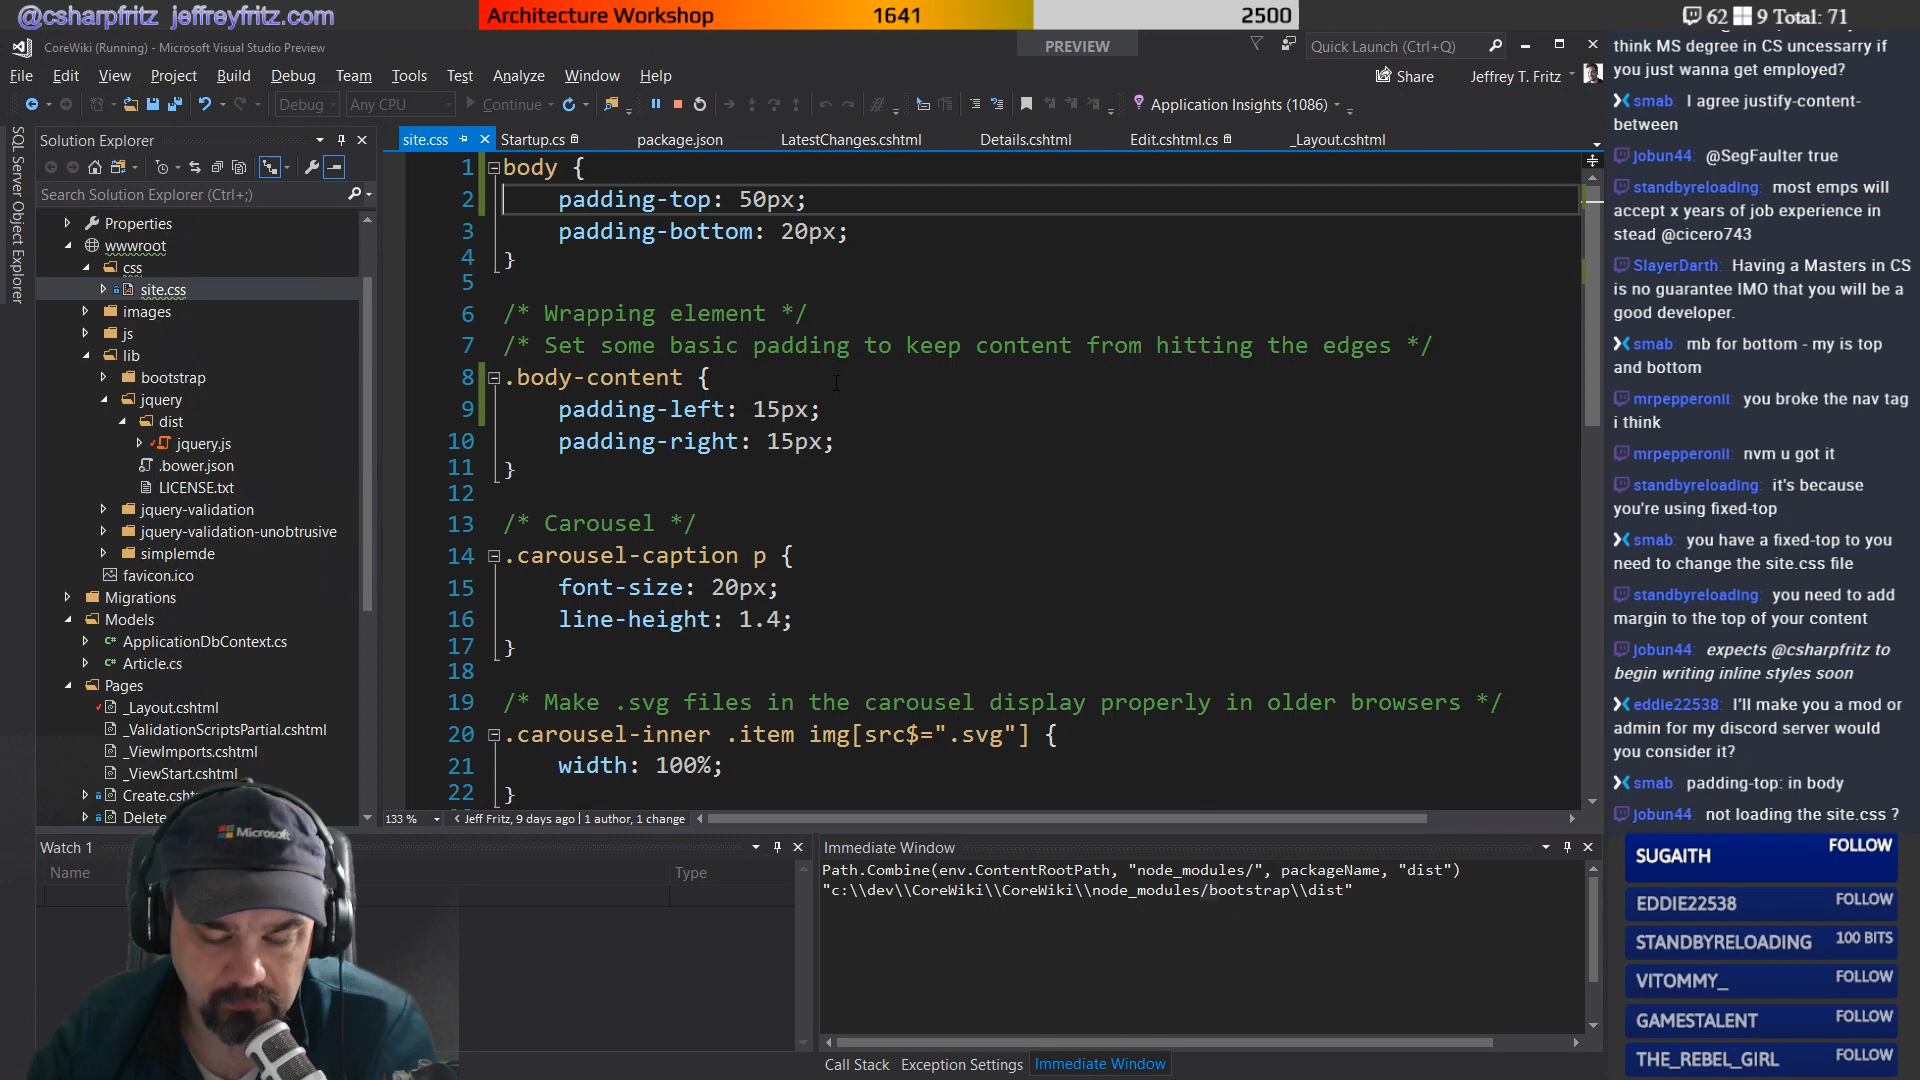 @csharpfritz jeffreyfritz.com
Architecture Workshop 1641 2500
62 9 Total: 71
CoreWiki (Running) - Microsoft Visual Studio Preview
PREVIEW
Quick Launch (Ctrl+Q)
File Edit View Project Build Debug Team Tools Test Analyze Window Help
Share
Jeffrey T. Fritz
Debug
Any CPU
Continue
Application Insights (1086)
SQL Server Object Explorer
Solution Explorer
Search Solution Explorer (Ctrl+;)
Properties
wwwroot
css
site.css
images
js
lib
bootstrap
jquery
dist
jquery.js
.bower.json
LICENSE.txt
jquery-validation
jquery-validation-unobtrusive
simplemde
favicon.ico
Migrations
Models
ApplicationDbContext.cs
Article.cs
Pages
_Layout.cshtml
_ValidationScriptsPartial.cshtml
_ViewImports.cshtml
_ViewStart.cshtml
Create.csht
Delete
site.css
Startup.cs
package.json
LatestChanges.cshtml
Details.cshtml
Edit.cshtml.cs
_Layout.cshtml
1 body {
2 padding-top: 50px;
3 padding-bottom: 20px;
4 }
5
6 /* Wrapping element */
7 /* Set some basic padding to keep content from hitting the edges */
8 .body-content {
9 padding-left: 15px;
10 padding-right: 15px;
11 }
12
13 /* Carousel */
14 .carousel-caption p {
15 font-size: 20px;
16 line-height: 1.4;
17 }
18
19 /* Make .svg files in the carousel display properly in older browsers */
20 .carousel-inner .item img[src$=".svg"] {
21 width: 100%;
22 }
133 %
Jeff Fritz, 9 days ago | 1 author, 1 change
Watch 1
Name
Type
Microsoft
Immediate Window
Path.Combine(env.ContentRootPath, "node_modules/", packageName, "dist")
"c:\\dev\\CoreWiki\\CoreWiki\\node_modules/bootstrap\\dist"
Call Stack
Exception Settings
Immediate Window
think MS degree in CS uncessarry if
you just wanna get employed?
smab: I agree justify-content-
between
jobun44: @SegFaulter true
standbyreloading: most emps will
accept x years of job experience in
stead @cicero743
SlayerDarth: Having a Masters in CS
is no guarantee IMO that you will be a
good developer.
smab: mb for bottom - my is top
and bottom
mrpepperonii: you broke the nav tag
i think
mrpepperonii: nvm u got it
standbyreloading: it's because
you're using fixed-top
smab: you have a fixed-top to you
need to change the site.css file
standbyreloading: you need to add
margin to the top of your content
jobun44: expects @csharpfritz to
begin writing inline styles soon
eddie22538: I'll make you a mod or
admin for my discord server would
you consider it?
smab: padding-top: in body
jobun44: not loading the site.css ?
SUGAITH FOLLOW
EDDIE22538 FOLLOW
STANDBYRELOADING 100 BITS
VITOMMY_ FOLLOW
GAMESTALENT FOLLOW
THE_REBEL_GIRL FOLLOW